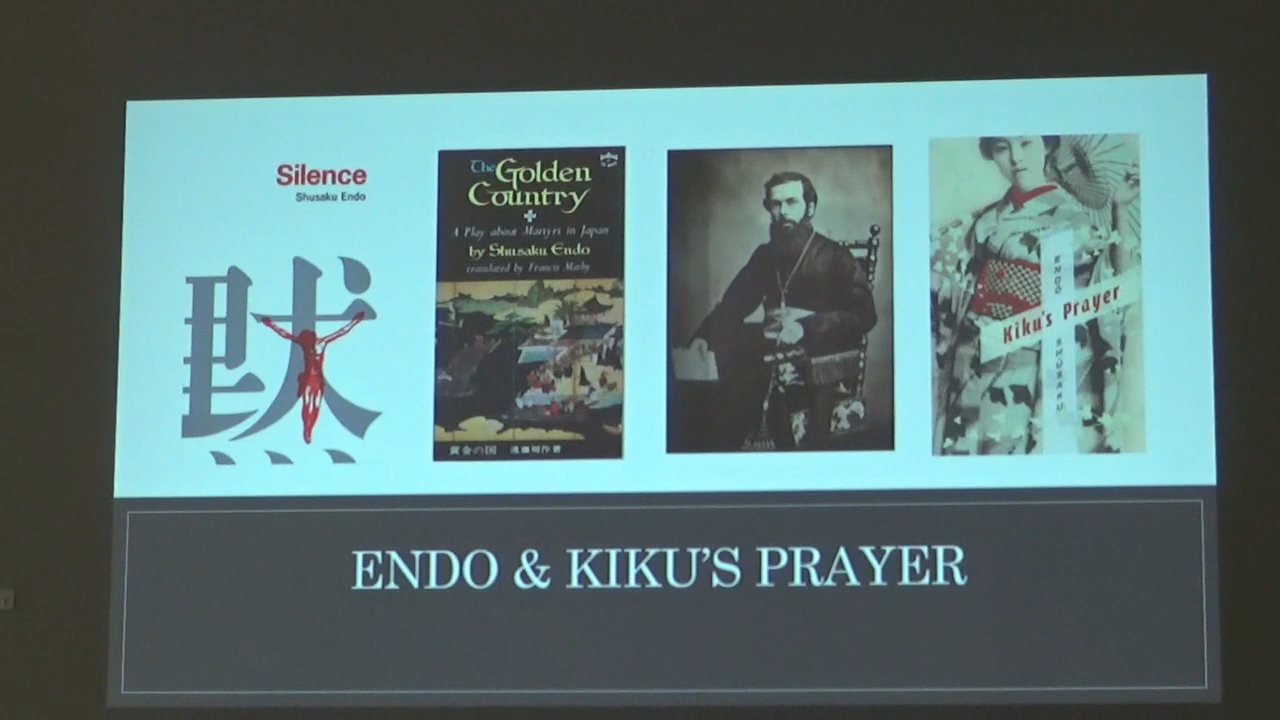 Silence
Shusaku Endo
黙
The Golden
Country
A Play about Martyrs in Japan
by Shusaku Endo
translated by Francis Mathy
黄金の国 遠藤周作著
ENDO SHŪSAKU
Kiku's Prayer
ENDO & KIKU'S PRAYER